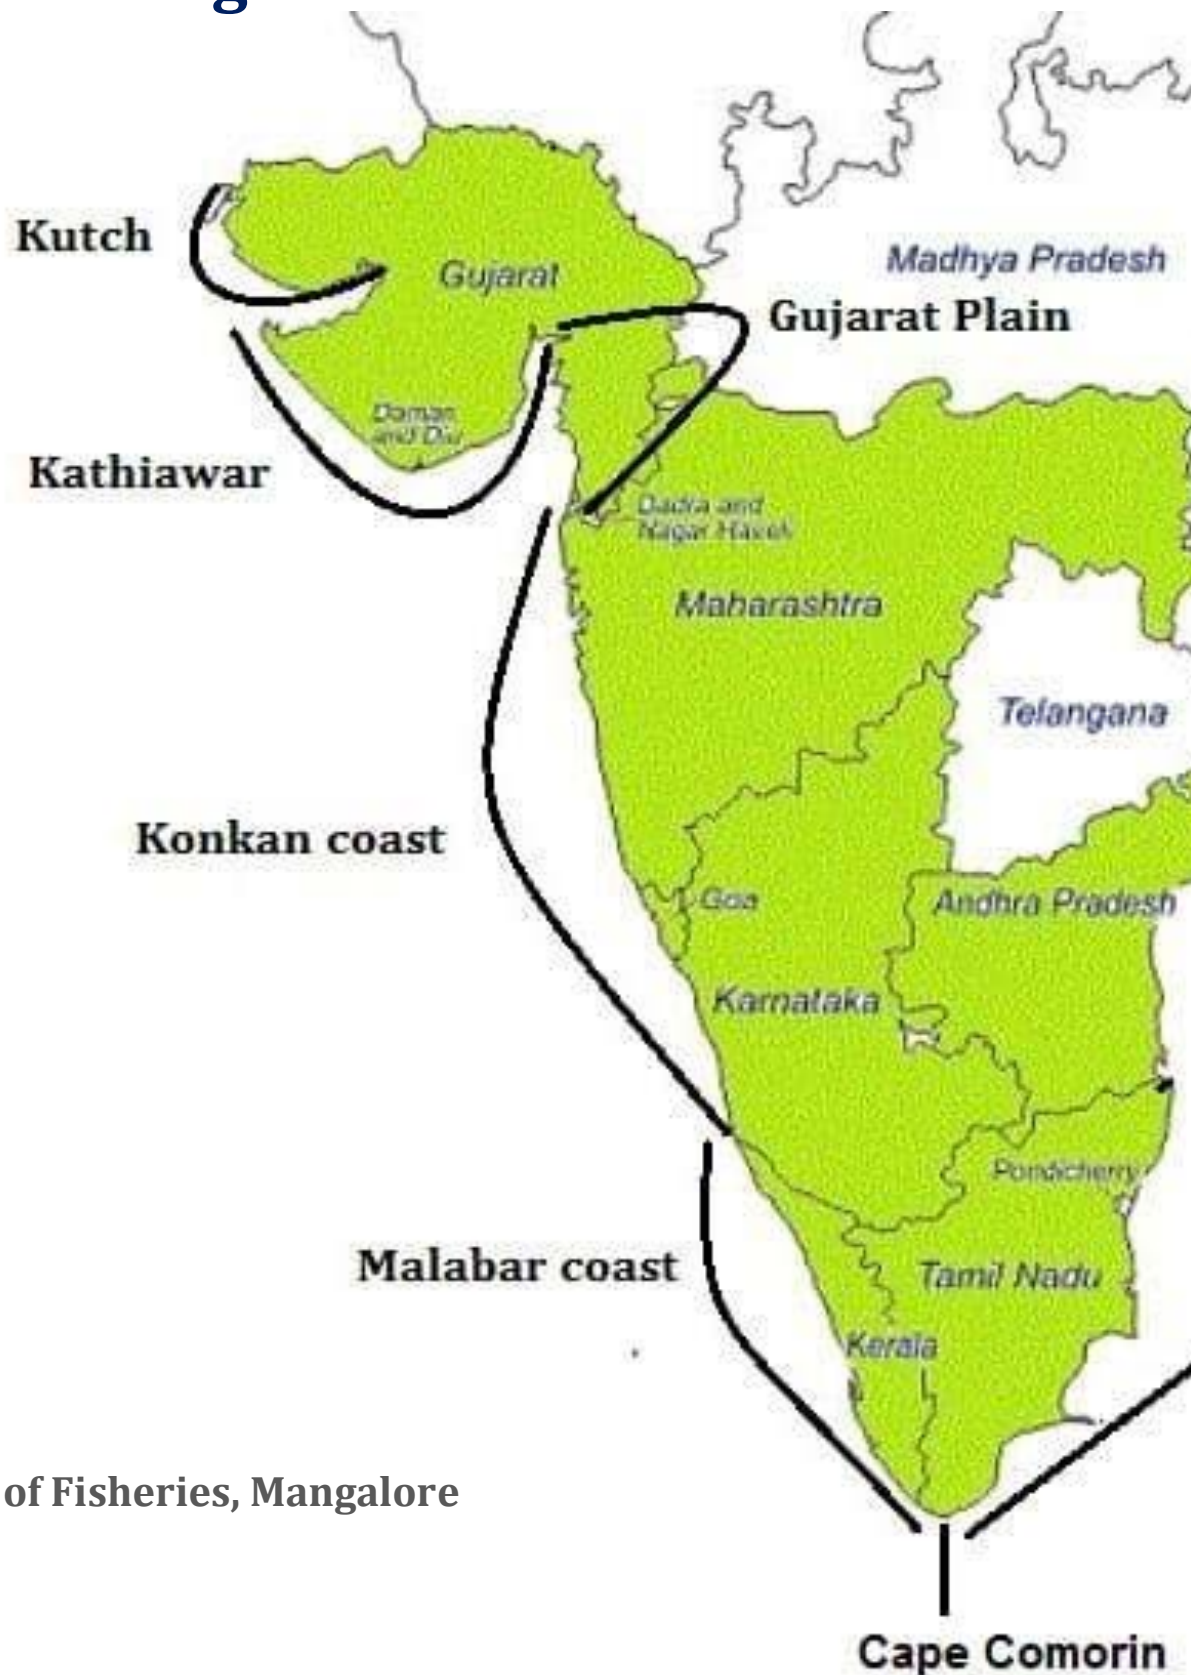 g
Kutch
Madhya Pradesh
Gujarat
Gujarat Plain
Daman
and Diu
Kathiawar
Dadra and
Nagar Haveli
Maharashtra
Telangana
Konkan coast
Goa
Andhra Pradesh
Karnataka
Pondicherry
Malabar coast
Tamil Nadu
Kerala
of Fisheries, Mangalore
Cape Comorin